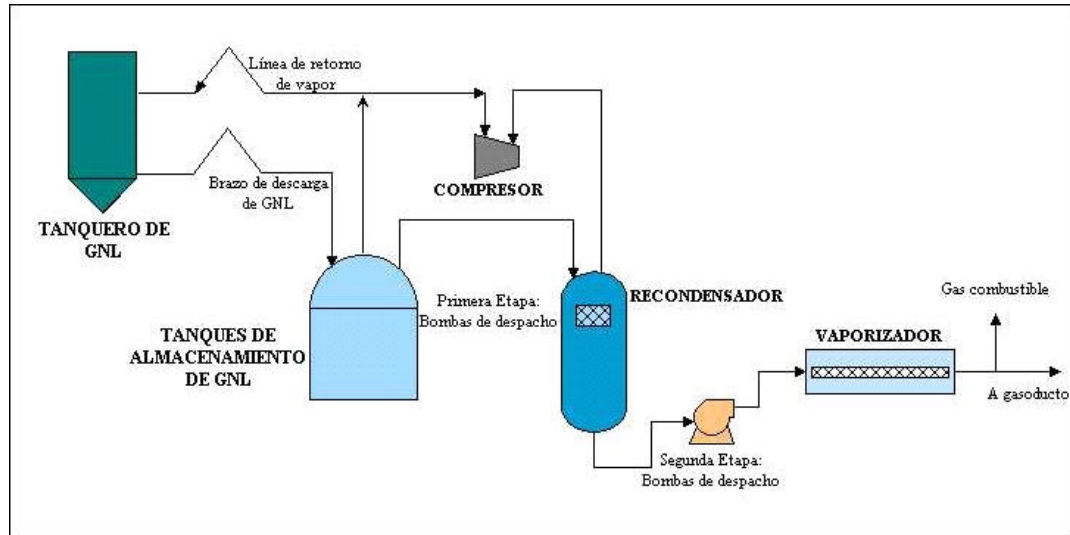 Línea de retorno
de vapor
Brazo de descarga
de GNL
COMPRESOR
TANQUERO DE
GNL
Primera Etapa:
Bombas de despacho
RECONDENSADOR
Gas combustible
VAPORIZADOR
A gasoducto
TANQUES DE
ALMACENAMIENTO
DE GNL
Segunda Etapa:
Bombas de despacho